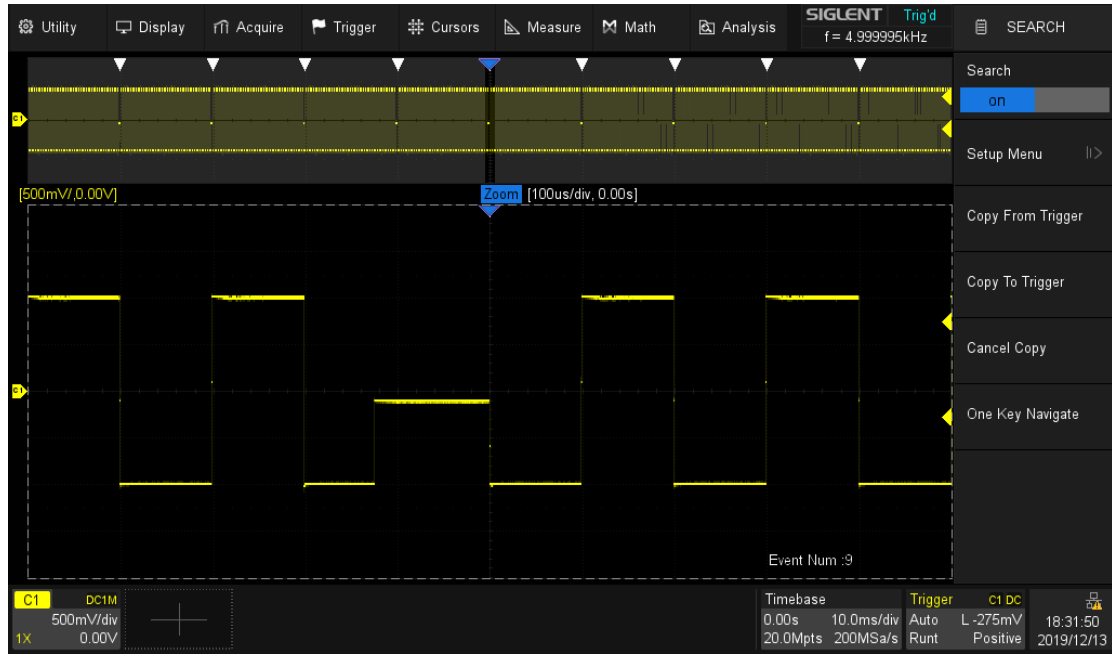 Utility Display Acquire Trigger Cursors Measure Math Analysis SIGLENT Trig'd SEARCH
f = 4.999995kHz
Search
on
C1
Setup Menu
[500mV/,0.00V] Zoom [100us/div, 0.00s]
Copy From Trigger
Copy To Trigger
Cancel Copy
C1
One Key Navigate
Event Num :9
C1 DC1M Timebase Trigger C1 DC
500mV/div 0.00s 10.0ms/div Auto L -275mV 18:31:50
1X 0.00V 20.0Mpts 200MSa/s Runt Positive 2019/12/13